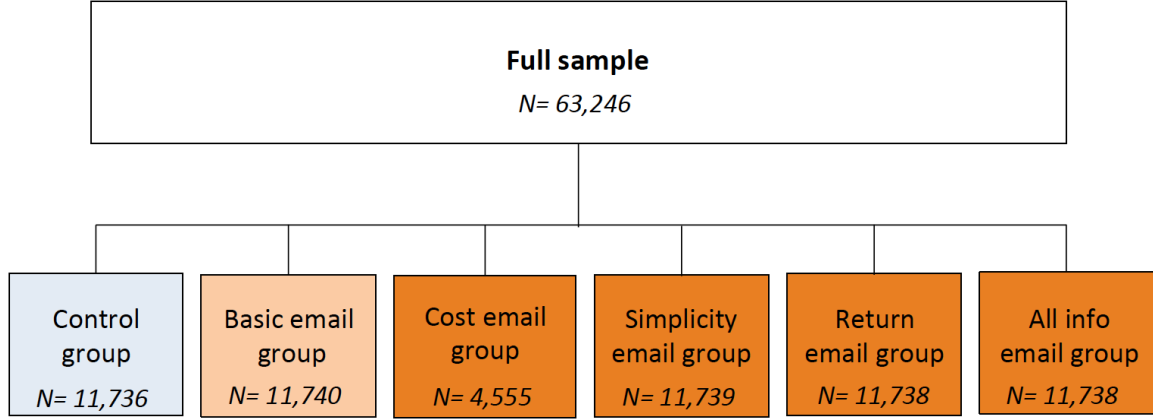 Full sample
N= 63,246
Control
group
N= 11,736
Basic email
group
N= 11,740
Cost email
group
N= 4,555
Simplicity
email group
N= 11,739
Return
email group
N= 11,738
All info
email group
N= 11,738